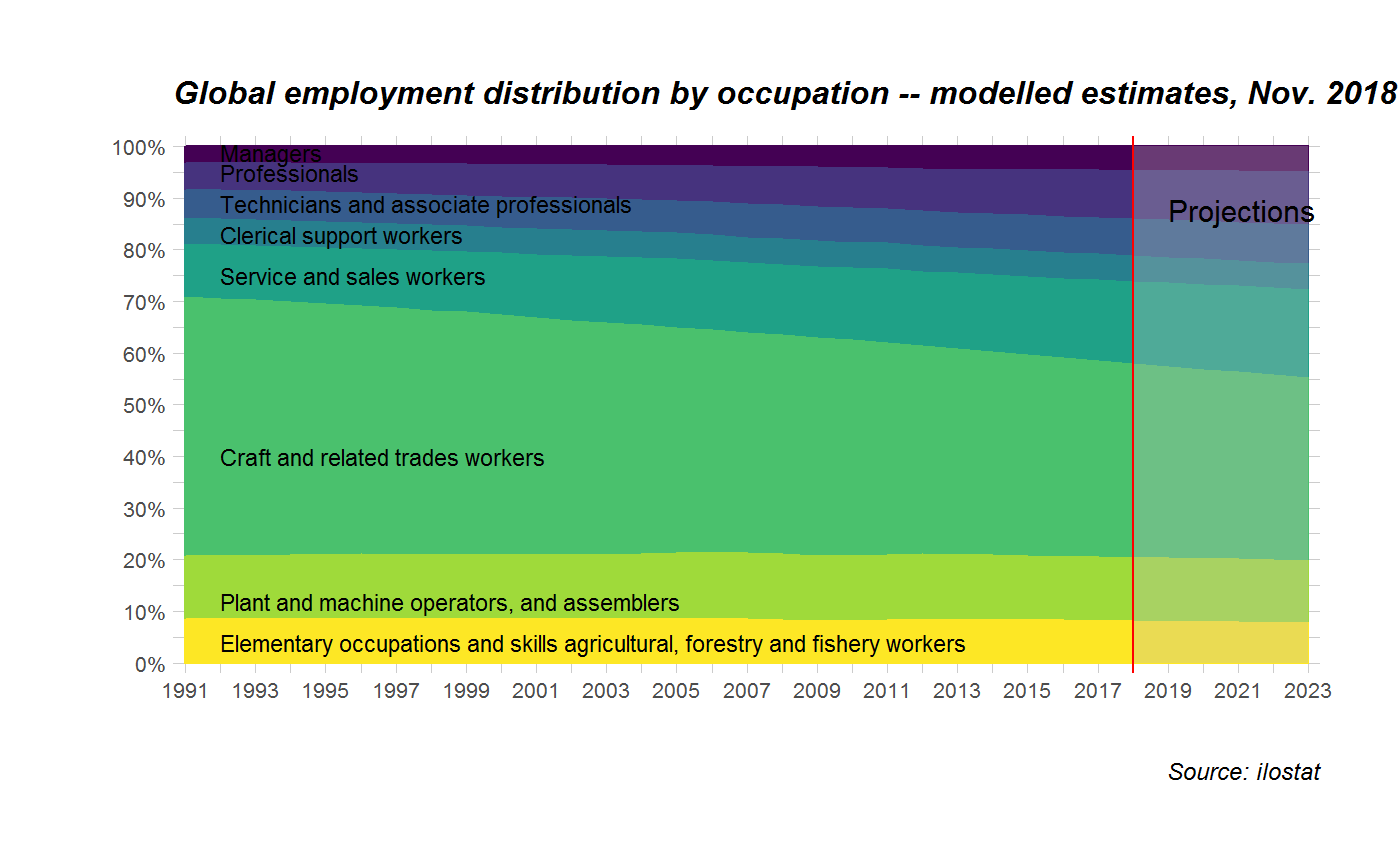 Global employment distribution by occupation -- modelled estimates, Nov. 2018
100%
Managers
Professionals
90%
Technicians and associate professionals
Projections
Clerical support workers
80%
Service and sales workers
70%
60%
50%
40%
Craft and related trades workers
30%
20%
Plant and machine operators, and assemblers
10%
Elementary occupations and skills agricultural, forestry and fishery workers
0%
1991 1993 1995 1997 1999 2001 2003 2005 2007 2009 2011 2013 2015 2017 2019 2021 2023
Source: ilostat